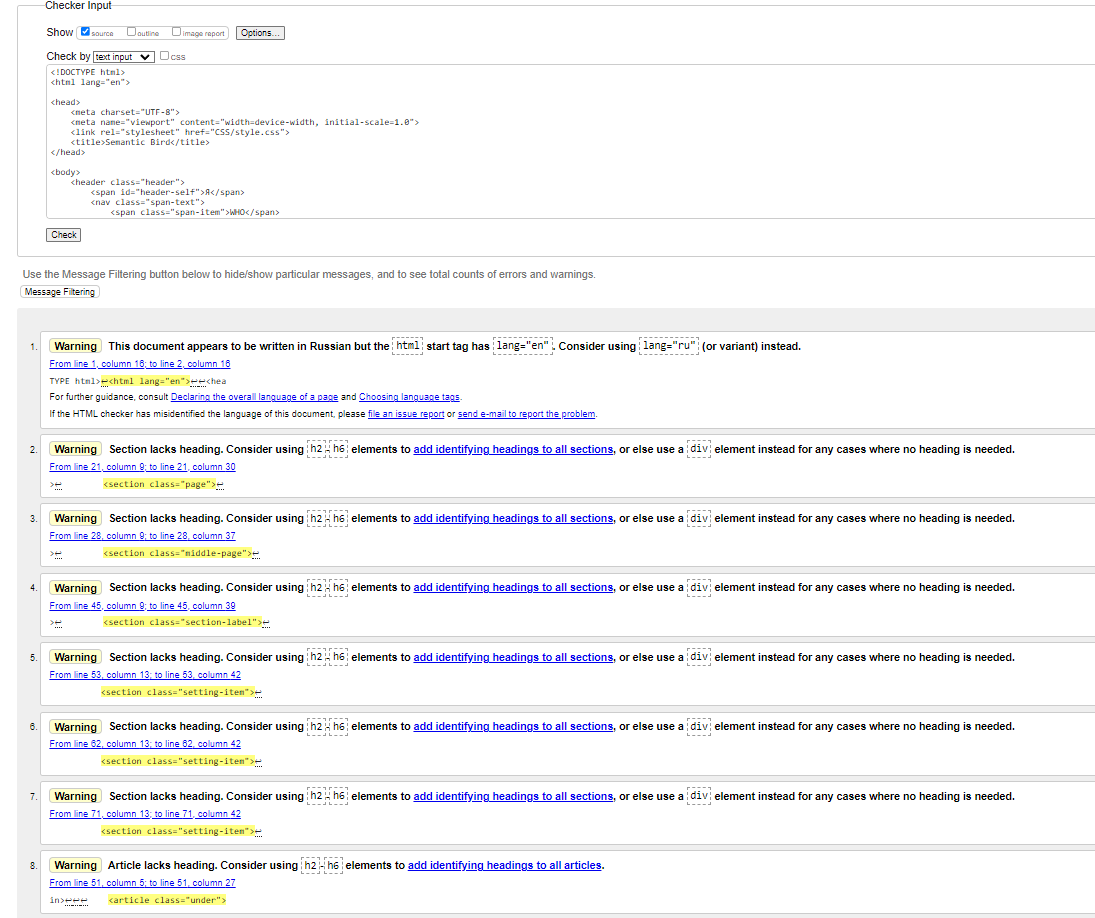 Checker Input
Show source outline image report Options...
Check by text input css
<!DOCTYPE html>
<html lang="en">
<head>
<meta charset="UTF-8">
<meta name="viewport" content="width=device-width, initial-scale=1.0">
<link rel="stylesheet" href="CSS/style.css">
<title>Semantic Bird</title>
</head>
<body>
<header class="header">
<span id="header-self">Я</span>
<nav class="span-text">
<span class="span-item">WHO</span>
Check
Use the Message Filtering button below to hide/show particular messages, and to see total counts of errors and warnings.
Message Filtering
1. Warning This document appears to be written in Russian but the html start tag has lang="en". Consider using lang="ru" (or variant) instead.
From line 1, column 16; to line 2, column 16
TYPE html>↩<html lang="en">↩↩<hea
For further guidance, consult Declaring the overall language of a page and Choosing language tags.
If the HTML checker has misidentified the language of this document, please file an issue report or send e-mail to report the problem.
2. Warning Section lacks heading. Consider using h2-h6 elements to add identifying headings to all sections, or else use a div element instead for any cases where no heading is needed.
From line 21, column 9; to line 21, column 30
>↩ <section class="page">↩
3. Warning Section lacks heading. Consider using h2-h6 elements to add identifying headings to all sections, or else use a div element instead for any cases where no heading is needed.
From line 28, column 9; to line 28, column 37
>↩ <section class="middle-page">↩
4. Warning Section lacks heading. Consider using h2-h6 elements to add identifying headings to all sections, or else use a div element instead for any cases where no heading is needed.
From line 45, column 9; to line 45, column 39
>↩ <section class="section-label">↩
5. Warning Section lacks heading. Consider using h2-h6 elements to add identifying headings to all sections, or else use a div element instead for any cases where no heading is needed.
From line 53, column 13; to line 53, column 42
<section class="setting-item">↩
6. Warning Section lacks heading. Consider using h2-h6 elements to add identifying headings to all sections, or else use a div element instead for any cases where no heading is needed.
From line 62, column 13; to line 62, column 42
<section class="setting-item">↩
7. Warning Section lacks heading. Consider using h2-h6 elements to add identifying headings to all sections, or else use a div element instead for any cases where no heading is needed.
From line 71, column 13; to line 71, column 42
<section class="setting-item">↩
8. Warning Article lacks heading. Consider using h2-h6 elements to add identifying headings to all articles.
From line 51, column 5; to line 51, column 27
in>↩↩↩ <article class="under">